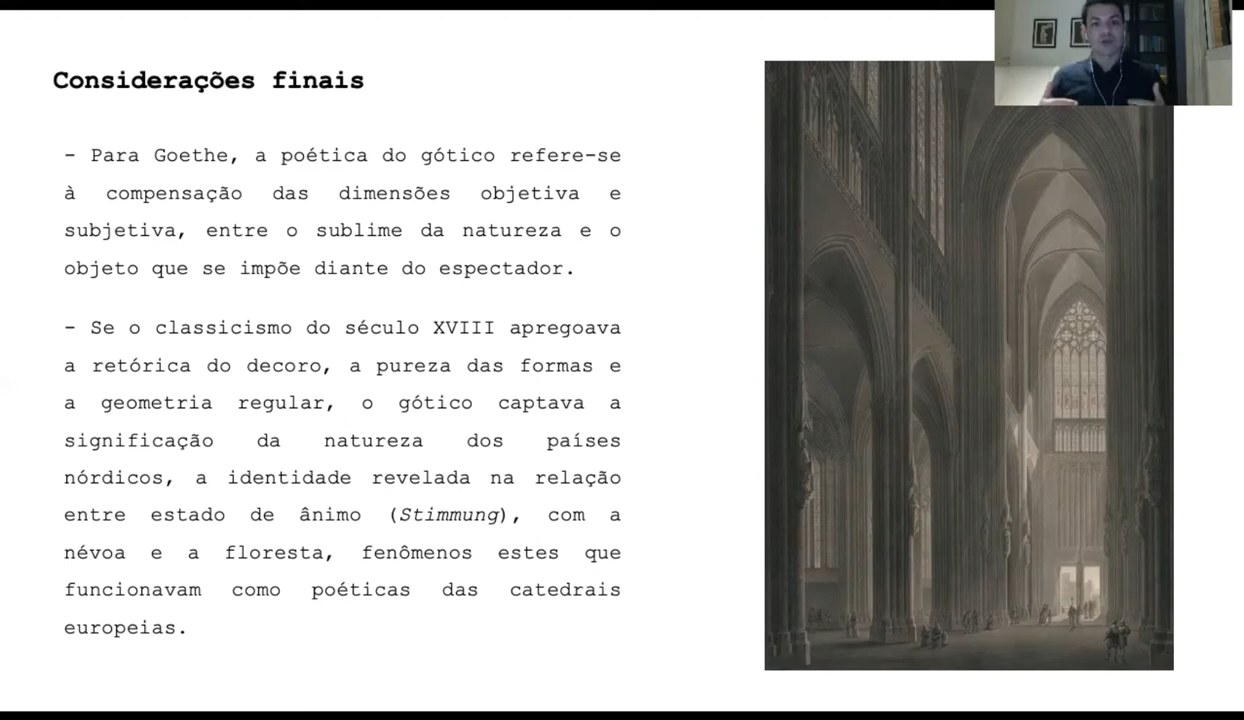 Considerações finais
- Para Goethe, a poética do gótico refere-se
à compensação das dimensões objetiva e
subjetiva, entre o sublime da natureza e o
objeto que se impõe diante do espectador.
- Se o classicismo do século XVIII apregoava
a retórica do decoro, a pureza das formas e
a geometria regular, o gótico captava a
significação da natureza dos países
nórdicos, a identidade revelada na relação
entre estado de ânimo (Stimmung), com a
névoa e a floresta, fenômenos estes que
funcionavam como poéticas das catedrais
europeias.